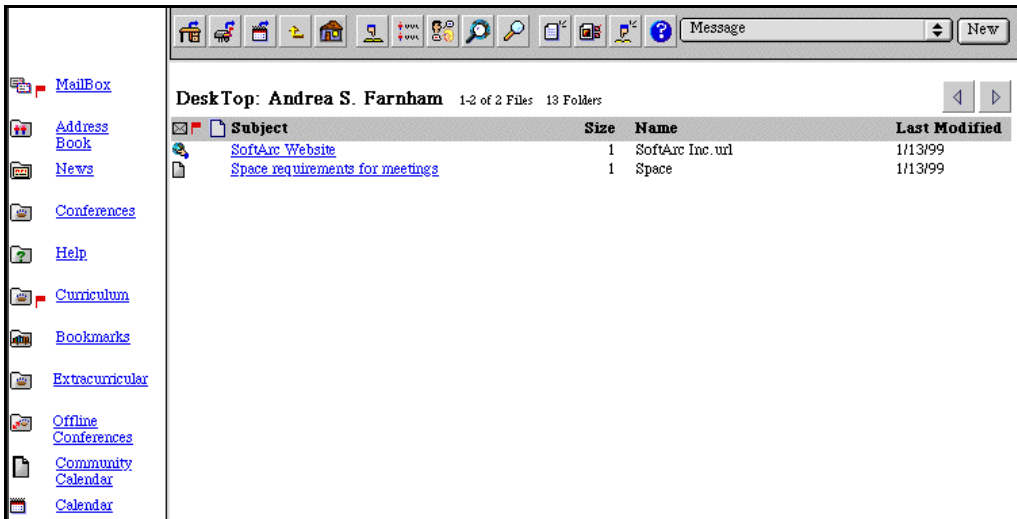 Message
New
MailBox
Address
Book
News
Conferences
Help
Curriculum
Bookmarks
Extracurricular
Offline
Conferences
Community
Calendar
Calendar
DeskTop: Andrea S. Farnham 1-2 of 2 Files 13 Folders
Subject Size Name Last Modified
SoftArc Website 1 SoftArc Inc.url 1/13/99
Space requirements for meetings 1 Space 1/13/99